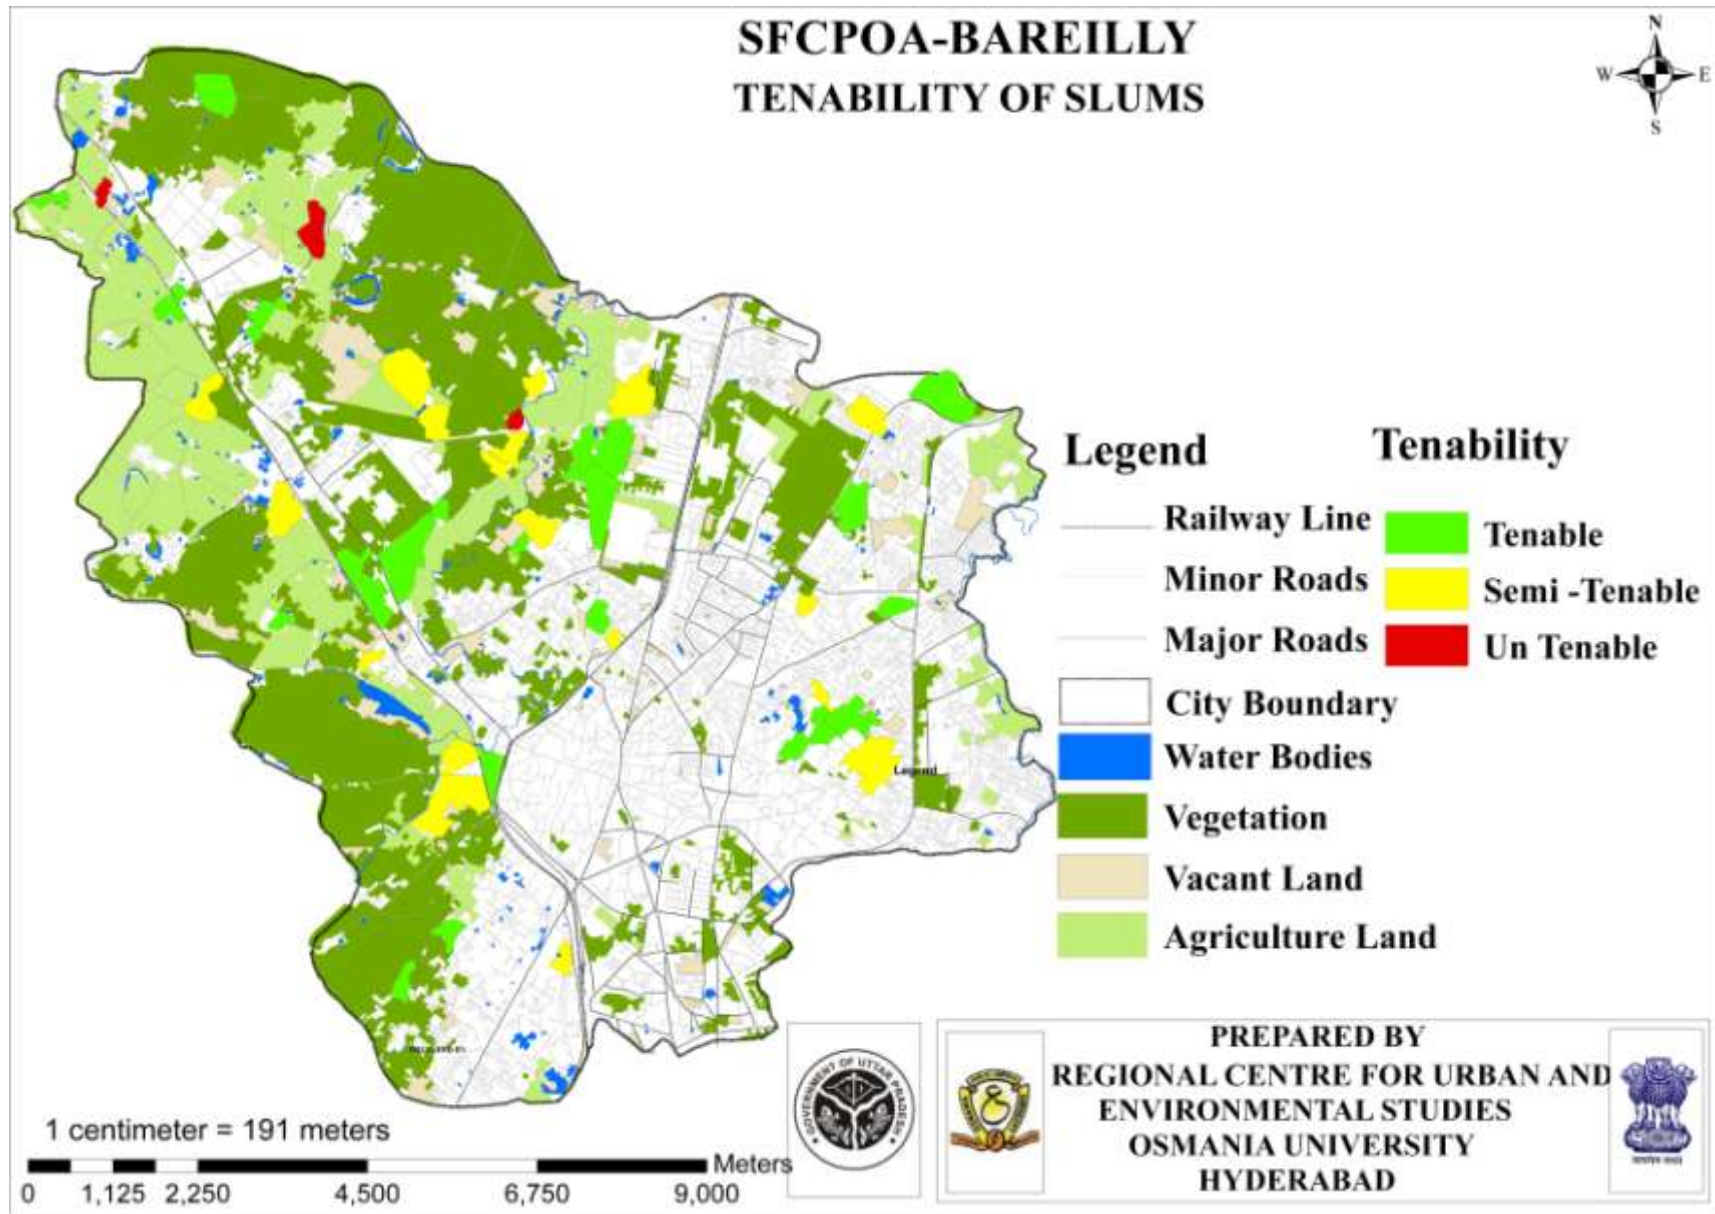 SFCPOA-BAREILLY
TENABILITY OF SLUMS
N
W E
S
Legend
Railway Line
Minor Roads
Major Roads
City Boundary
Water Bodies
Vegetation
Vacant Land
Agriculture Land
Tenability
Tenable
Semi -Tenable
Un Tenable
Legend
1 centimeter = 191 meters
Meters
0 1,125 2,250 4,500 6,750 9,000
GOVERNMENT OF UTTAR PRADESH
PREPARED BY
REGIONAL CENTRE FOR URBAN AND
ENVIRONMENTAL STUDIES
OSMANIA UNIVERSITY
HYDERABAD